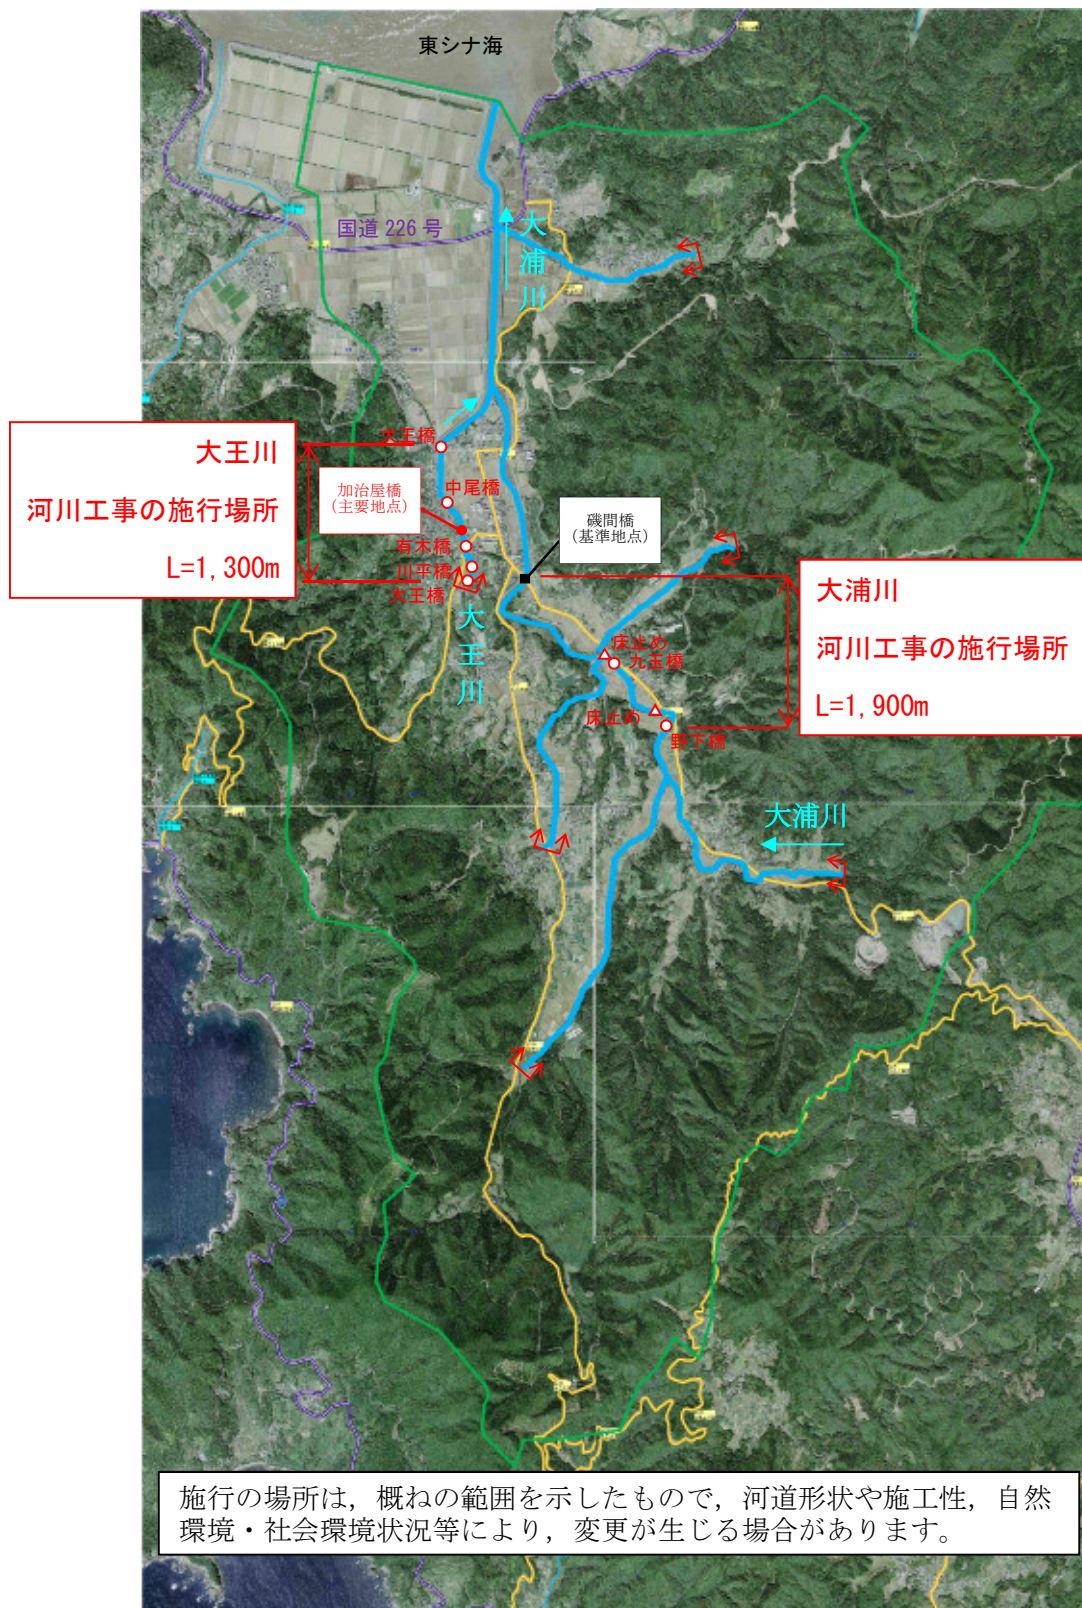 東シナ海
国道 226 号
大浦川
大王橋
大王川
河川工事の施行場所
L=1,300m
加治屋橋
(主要地点)
中尾橋
有木橋
川平橋
大王橋
大王川
磯間橋
(基準地点)
床止め
九玉橋
床止め
野下橋
大浦川
河川工事の施行場所
L=1,900m
大浦川
施行の場所は，概ねの範囲を示したもので，河道形状や施工性，自然
環境・社会環境状況等により，変更が生じる場合があります。